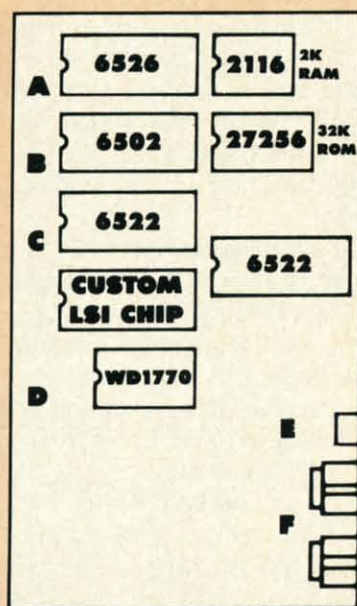 6526
2116
2K
RAM
A
6502
27256
32K
ROM
B
6522
C
6522
CUSTOM
LSI CHIP
WD1770
D
E
F